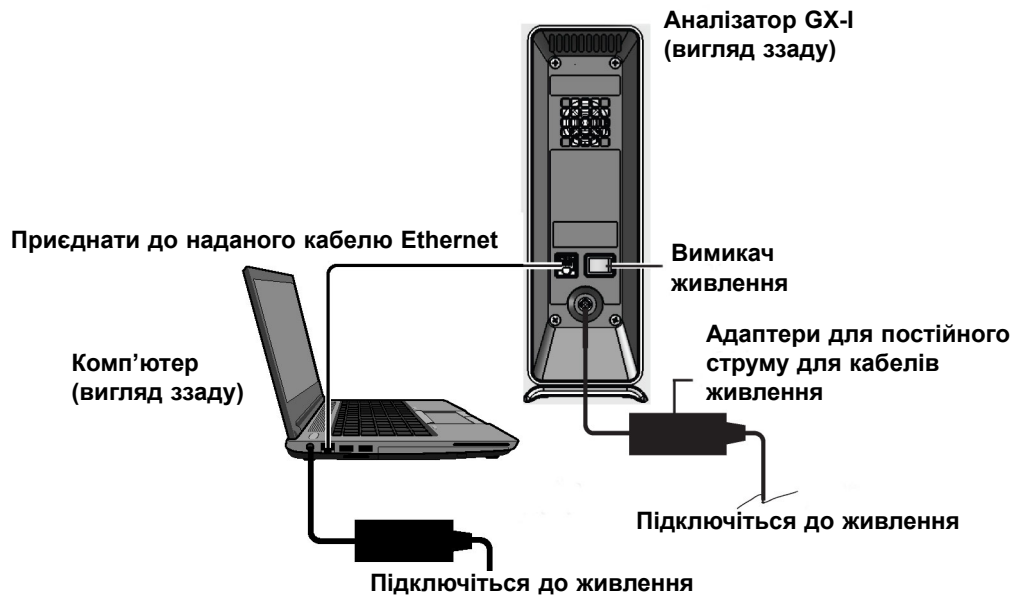 Аналізатор GX-I
(вигляд ззаду)
Приєднати до наданого кабелю Ethernet
Вимикач
живлення
Адаптери для постійного
струму для кабелів
живлення
Комп’ютер
(вигляд ззаду)
Підключіться до живлення
Підключіться до живлення